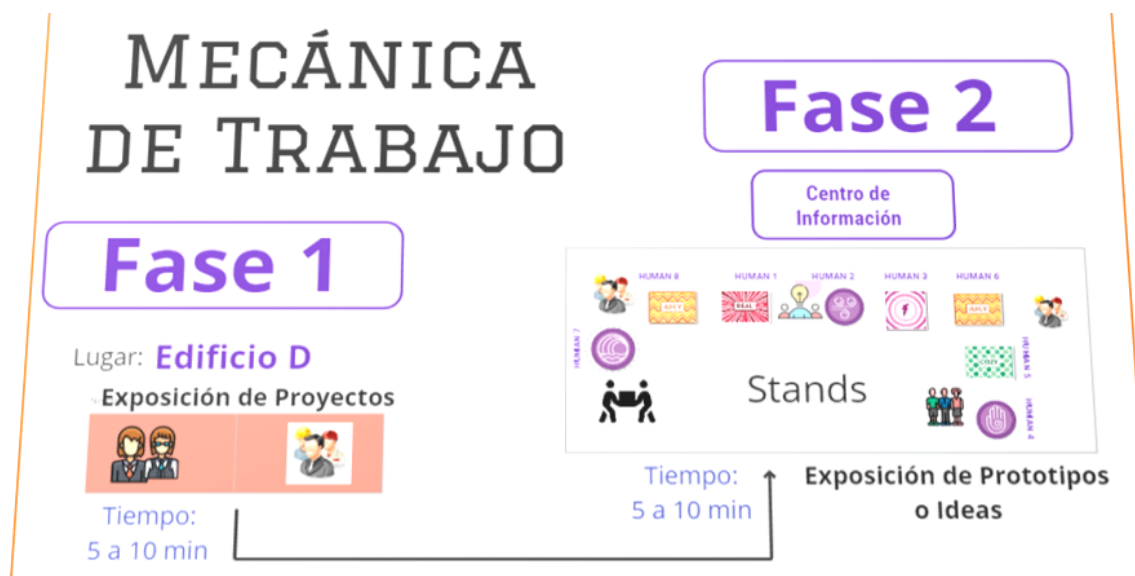 MECÁNICA
DE TRABAJO
Fase 1
Lugar: Edificio D
Exposición de Proyectos
Tiempo:
5 a 10 min
Fase 2
Centro de
Información
HUMAN 8
HUMAN 1
HUMAN 2
HUMAN 3
HUMAN 6
REAL
HUMAN 7
COZY
HUMAN 5
HUMAN 4
Stands
Tiempo:
5 a 10 min
Exposición de Prototipos
o Ideas